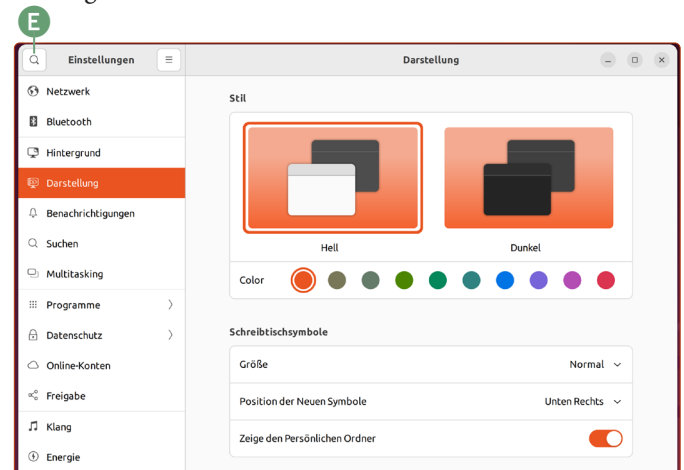 E
Einstellungen
Darstellung
Netzwerk
Bluetooth
Hintergrund
Darstellung
Benachrichtigungen
Suchen
Multitasking
Programme
Datenschutz
Online-Konten
Freigabe
Klang
Energie
Stil
Hell Dunkel
Color
Schreibtischsymbole
Größe Normal
Position der Neuen Symbole Unten Rechts
Zeige den Persönlichen Ordner